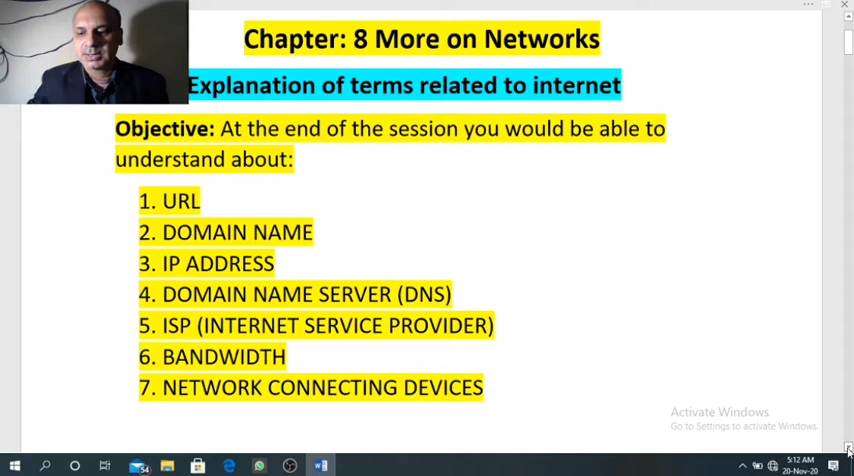 Chapter: 8 More on Networks
Explanation of terms related to internet
Objective: At the end of the session you would be able to
understand about:
1. URL
2. DOMAIN NAME
3. IP ADDRESS
4. DOMAIN NAME SERVER (DNS)
5. ISP (INTERNET SERVICE PROVIDER)
6. BANDWIDTH
7. NETWORK CONNECTING DEVICES
Activate Windows
Go to Settings to activate Windows.
54
5:12 AM
20-Nov-20